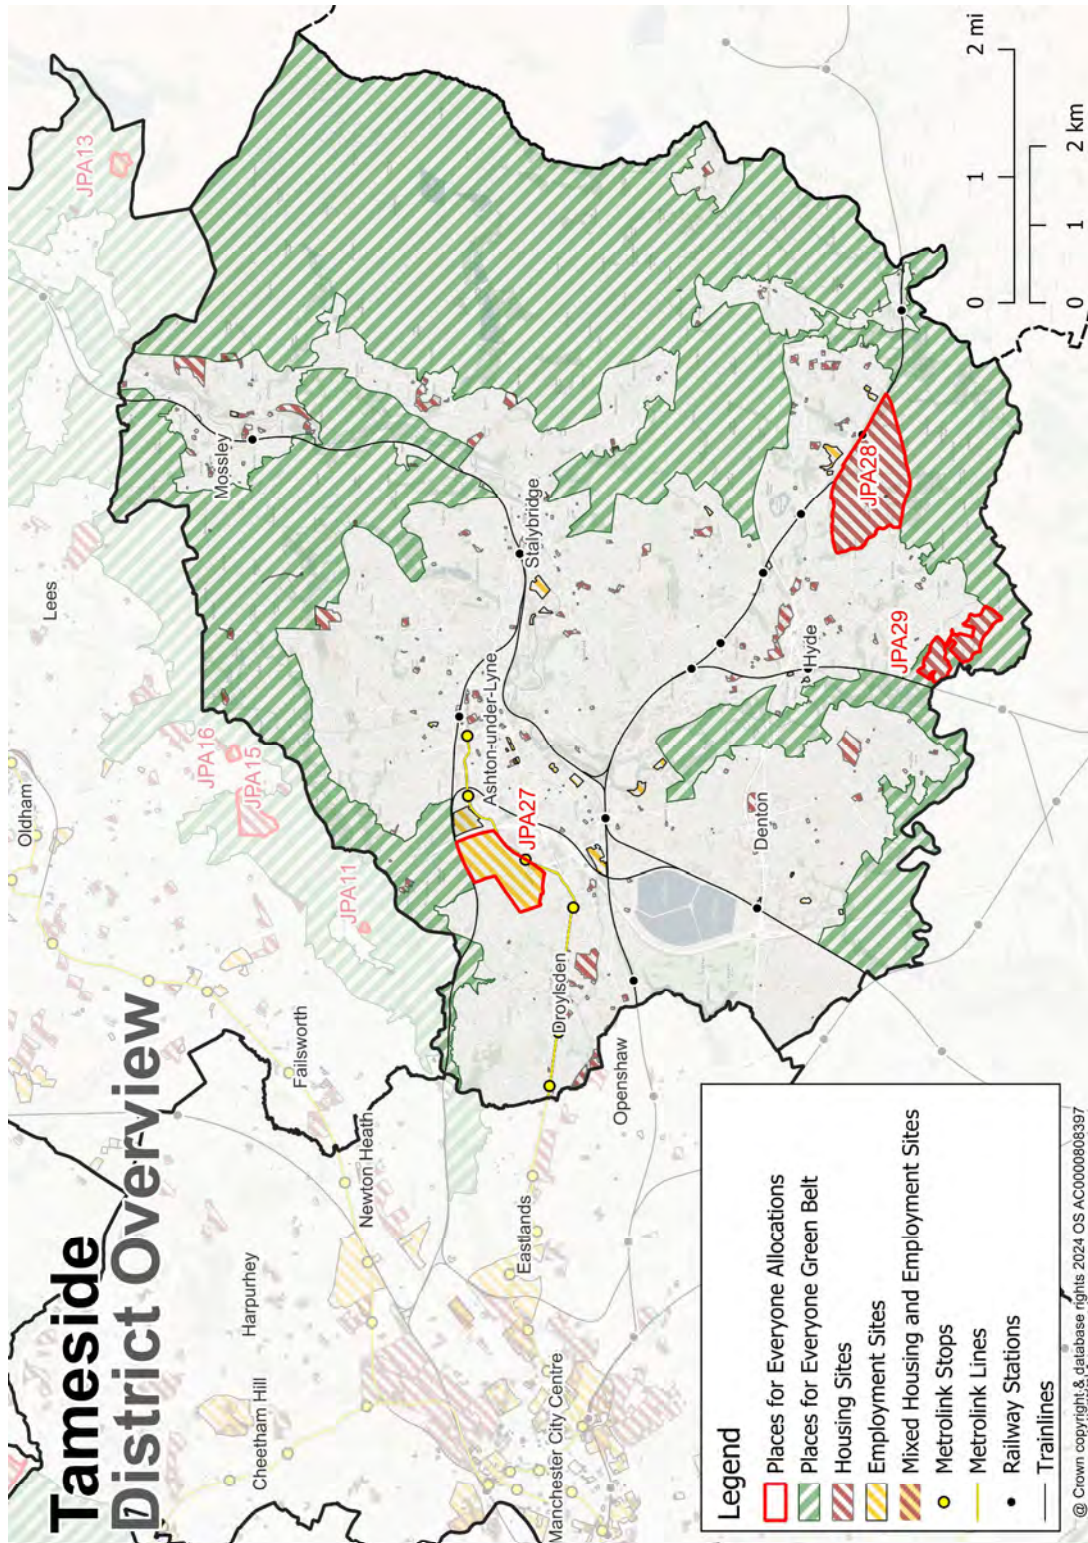 Tameside
District Overview
JPA13
Lees
Mossley
Oldham
JPA16
JPA15
JPA11
Stalybridge
Ashton-under-Lyne
JPA27
Failsworth
Newton Heath
Harpurhey
Cheetham Hill
Droylsden
Openshaw
Eastlands
Manchester City Centre
Denton
Hyde
JPA28
JPA29
Legend
Places for Everyone Allocations
Places for Everyone Green Belt
Housing Sites
Employment Sites
Mixed Housing and Employment Sites
Metrolink Stops
Metrolink Lines
Railway Stations
Trainlines
0 1 2 mi
0 1 2 km
@ Crown copyright & database rights 2024 OS AC0000808397